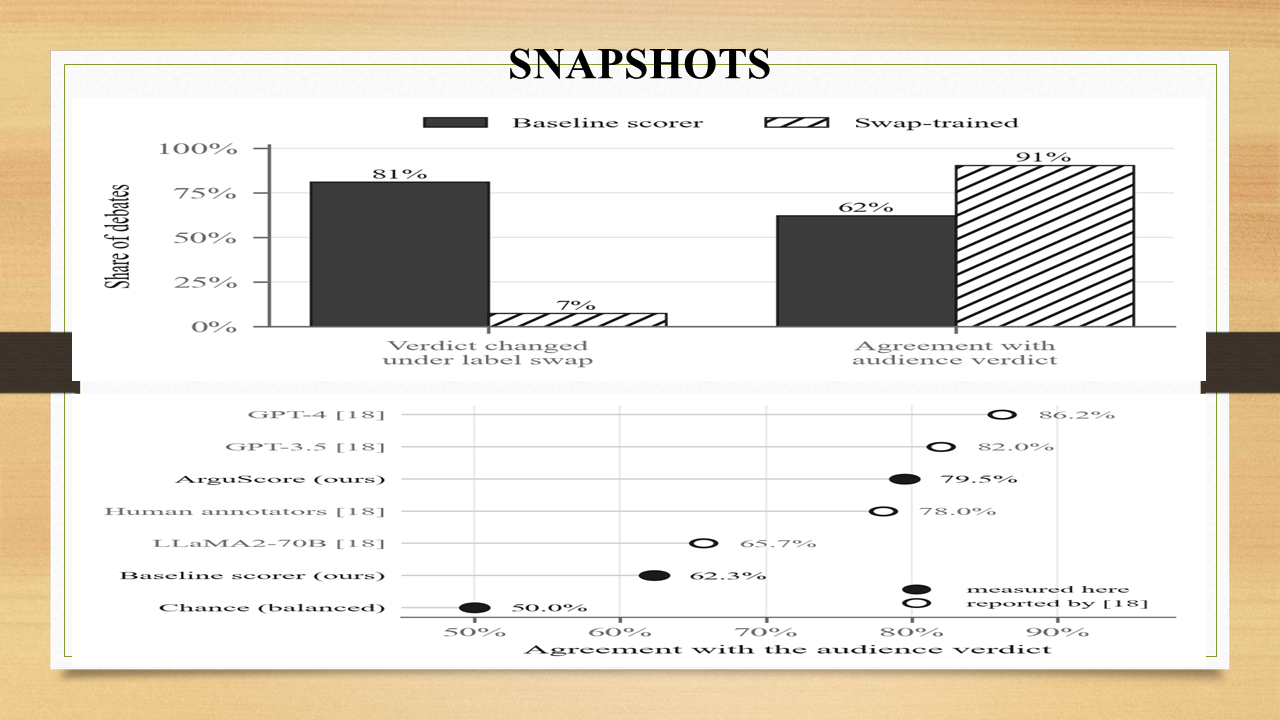 SNAPSHOTS
Baseline scorer
Swap-trained
Share of debates
100%
75%
50%
25%
0%
81%
7%
62%
91%
Verdict changed
under label swap
Agreement with
audience verdict
GPT-4 [18]
86.2%
GPT-3.5 [18]
82.0%
ArguScore (ours)
79.5%
Human annotators [18]
78.0%
LLaMA2-70B [18]
65.7%
Baseline scorer (ours)
62.3%
Chance (balanced)
50.0%
measured here
reported by [18]
50%
60%
70%
80%
90%
Agreement with the audience verdict